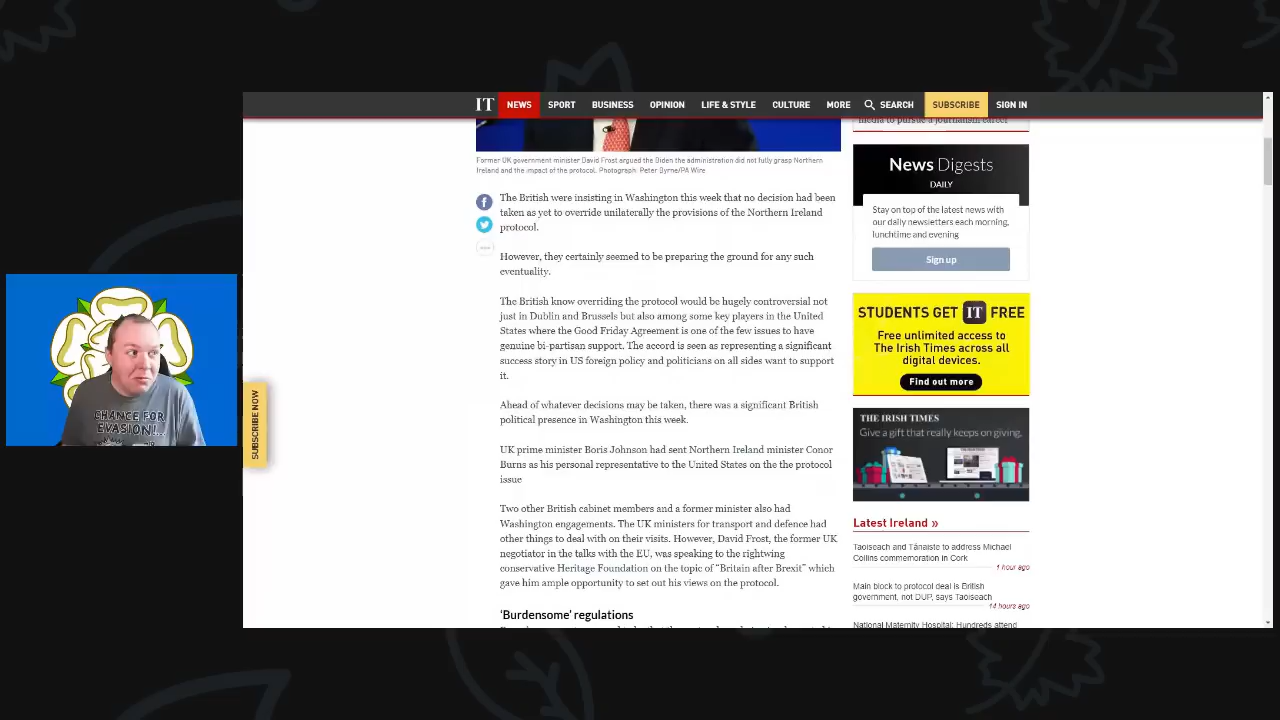 IT NEWS SPORT BUSINESS OPINION LIFE & STYLE CULTURE MORE SEARCH SUBSCRIBE SIGN IN
media to pursue a journalism career
Former UK government minister David Frost argued the Biden the administration did not fully grasp Northern
Ireland and the impact of the protocol. Photograph: Peter Byrne/PA Wire
The British were insisting in Washington this week that no decision had been
taken as yet to override unilaterally the provisions of the Northern Ireland
protocol.
However, they certainly seemed to be preparing the ground for any such
eventuality.
The British know overriding the protocol would be hugely controversial not
just in Dublin and Brussels but also among some key players in the United
States where the Good Friday Agreement is one of the few issues to have
genuine bi-partisan support. The accord is seen as representing a significant
success story in US foreign policy and politicians on all sides want to support
it.
Ahead of whatever decisions may be taken, there was a significant British
political presence in Washington this week.
UK prime minister Boris Johnson had sent Northern Ireland minister Conor
Burns as his personal representative to the United States on the the protocol
issue
Two other British cabinet members and a former minister also had
Washington engagements. The UK ministers for transport and defence had
other things to deal with on their visits. However, David Frost, the former UK
negotiator in the talks with the EU, was speaking to the rightwing
conservative Heritage Foundation on the topic of “Britain after Brexit” which
gave him ample opportunity to set out his views on the protocol.
‘Burdensome’ regulations
News Digests
DAILY
Stay on top of the latest news with
our daily newsletters each morning,
lunchtime and evening
Sign up
STUDENTS GET IT FREE
Free unlimited access to
The Irish Times across all
digital devices.
Find out more
THE IRISH TIMES
Give a gift that really keeps on giving.
Latest Ireland »
Taoiseach and Tánaiste to address Michael
Collins commemoration in Cork
1 hour ago
Main block to protocol deal is British
government, not DUP, says Taoiseach
14 hours ago
National Maternity Hospital: Hundreds attend
SUBSCRIBE NOW
CHANCE FOR
EVASION!...